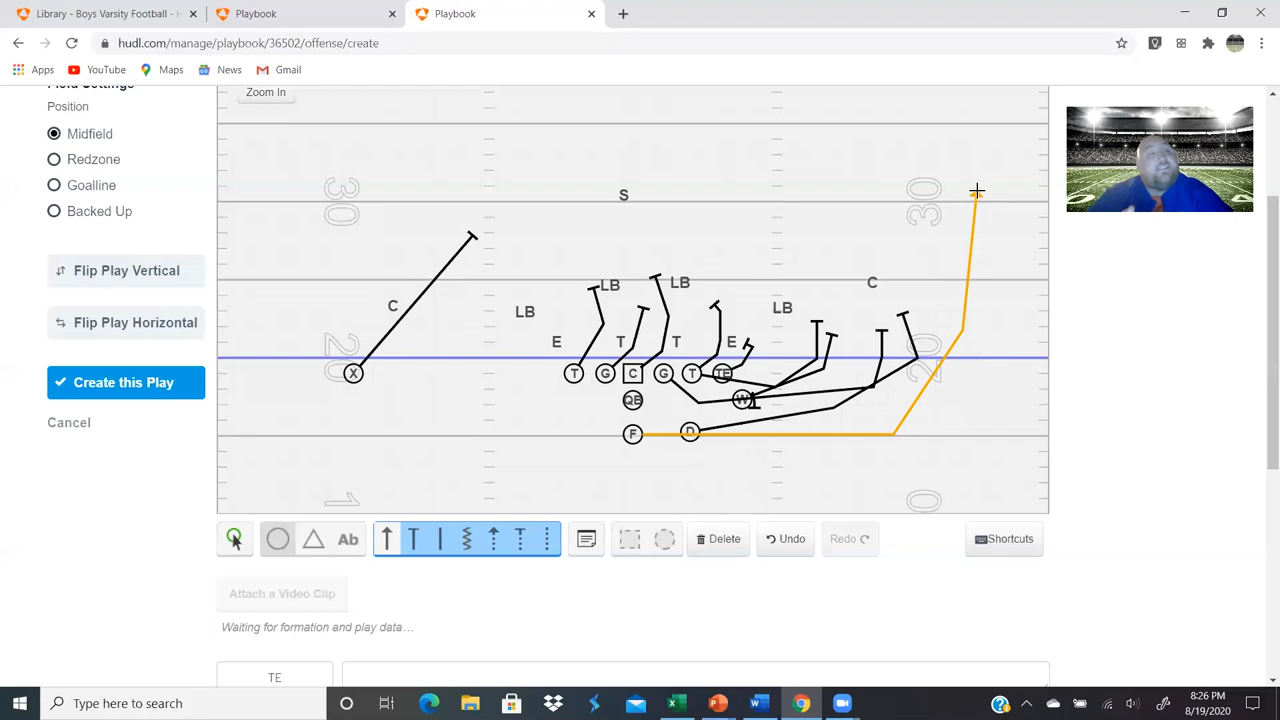 Library - Boys Varsity Football - H
Playbook
Playbook
hudl.com/manage/playbook/36502/offense/create
Apps YouTube Maps News Gmail
Position
Midfield
Redzone
Goalline
Backed Up
Flip Play Vertical
Flip Play Horizontal
Create this Play
Cancel
Zoom In
30 S 30
C LB LB C
LB LB
E T T E
20 20
X T G C G T TE
QB W
F D
1 0
Ab Delete Undo Redo Shortcuts
Attach a Video Clip
Waiting for formation and play data...
TE
Type here to search
8:26 PM
8/19/2020